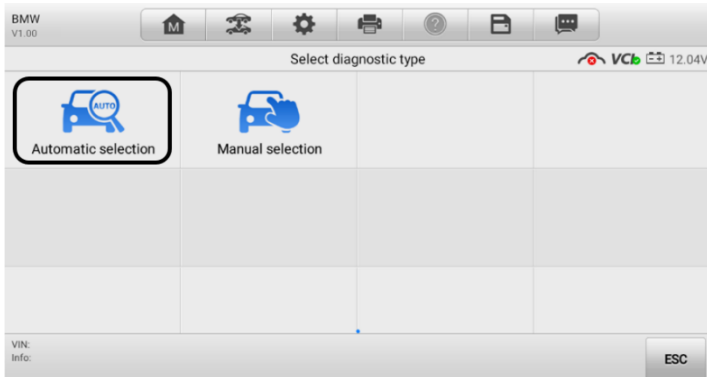 BMW
V1.00
M
?
Select diagnostic type
VCI
12.04V
AUTO
Automatic selection
Manual selection
VIN:
Info:
ESC